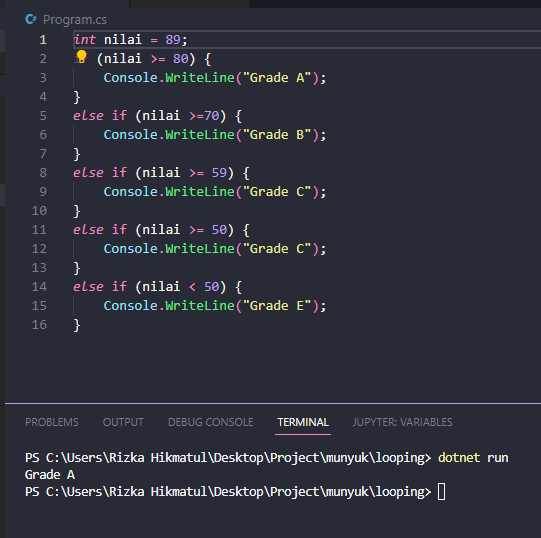 Program.cs
1 int nilai = 89;
2 (nilai >= 80) {
3 Console.WriteLine("Grade A");
4 }
5 else if (nilai >=70) {
6 Console.WriteLine("Grade B");
7 }
8 else if (nilai >= 59) {
9 Console.WriteLine("Grade C");
10 }
11 else if (nilai >= 50) {
12 Console.WriteLine("Grade C");
13 }
14 else if (nilai < 50) {
15 Console.WriteLine("Grade E");
16 }
PROBLEMS OUTPUT DEBUG CONSOLE TERMINAL JUPYTER: VARIABLES
PS C:\Users\Rizka Hikmatul\Desktop\Project\munyuk\looping> dotnet run
Grade A
PS C:\Users\Rizka Hikmatul\Desktop\Project\munyuk\looping>